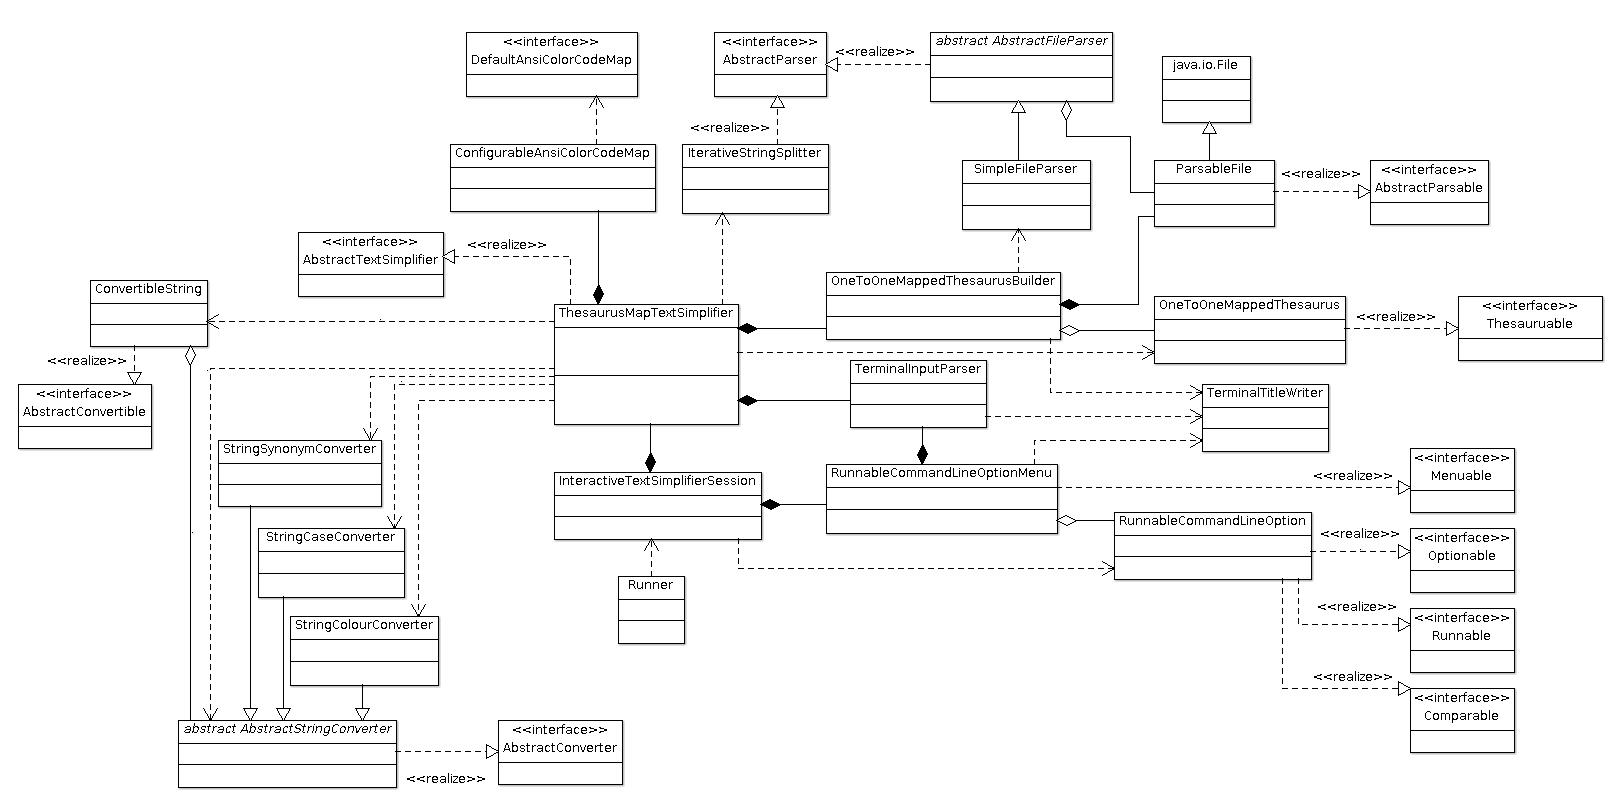 <<interface>>
DefaultAnsiColorCodeMap
<<interface>>
AbstractParser
<<realize>>
abstract AbstractFileParser
java.io.File
ConfigurableAnsiColorCodeMap
<<realize>>
IterativeStringSplitter
SimpleFileParser
ParsableFile
<<realize>>
<<interface>>
AbstractParsable
<<interface>>
AbstractTextSimplifier
<<realize>>
ConvertibleString
OneToOneMappedThesaurusBuilder
ThesaurusMapTextSimplifier
OneToOneMappedThesaurus
<<realize>>
<<interface>>
Thesauruable
<<realize>>
<<interface>>
AbstractConvertible
TerminalInputParser
TerminalTitleWriter
StringSynonymConverter
InteractiveTextSimplifierSession
RunnableCommandLineOptionMenu
<<realize>>
<<interface>>
Menuable
StringCaseConverter
RunnableCommandLineOption
<<realize>>
<<interface>>
Optionable
Runner
StringColourConverter
<<realize>>
<<interface>>
Runnable
<<realize>>
<<interface>>
Comparable
abstract AbstractStringConverter
<<realize>>
<<interface>>
AbstractConverter